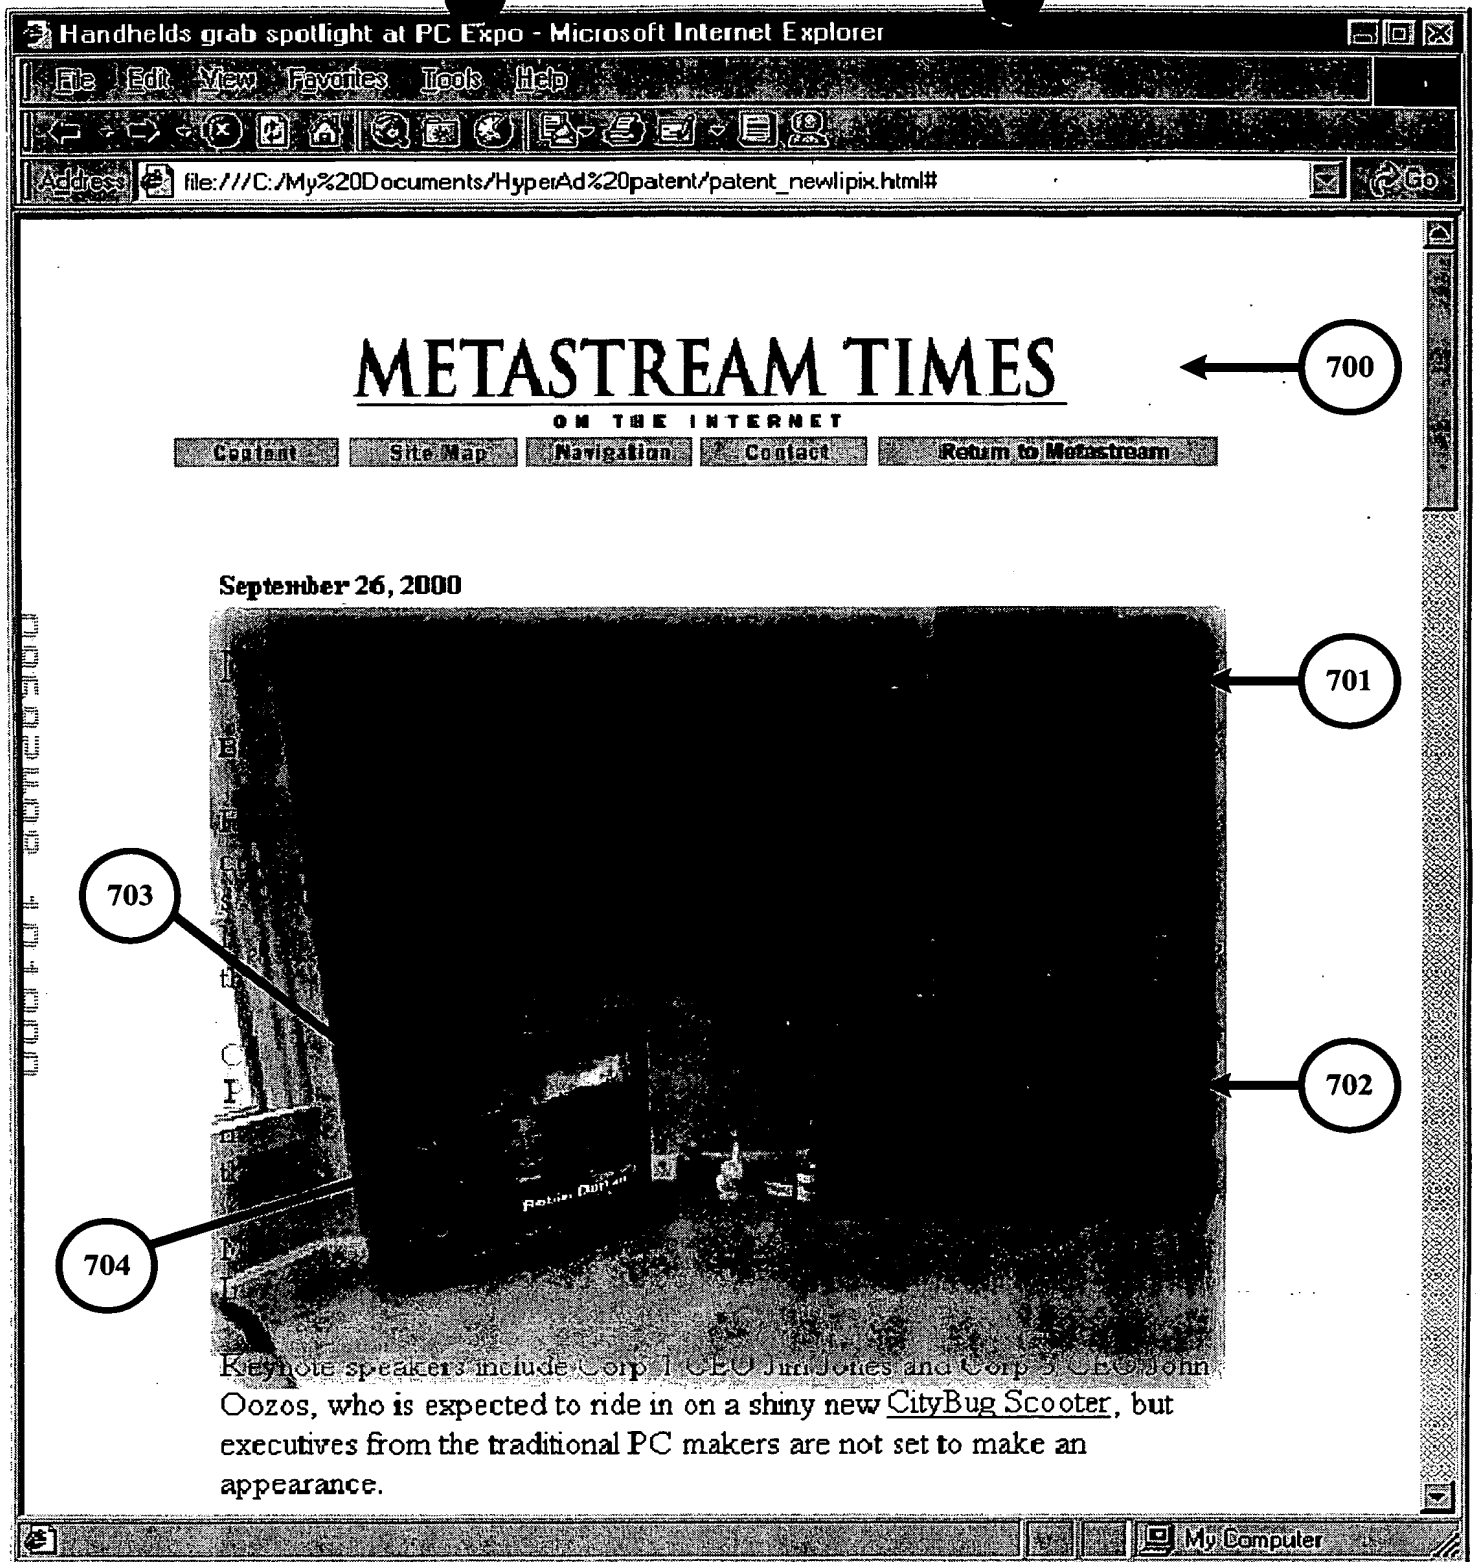 Handhelds grab spotlight at PC Expo - Microsoft Internet Explorer
File Edit View Favorites Tools Help
Address file:///C:/My%20Documents/HyperAd%20patent/patent_newlipix.html# Go
METASTREAM TIMES
ON THE INTERNET
Content Site Map Navigation Contact Return to Metastream
700
September 26, 2000
701
703
702
704
Keynote speakers include Corp 1 CEO Jim Jones and Corp 3 CEO John
Oozos, who is expected to ride in on a shiny new CityBug Scooter, but
executives from the traditional PC makers are not set to make an
appearance.
My Computer